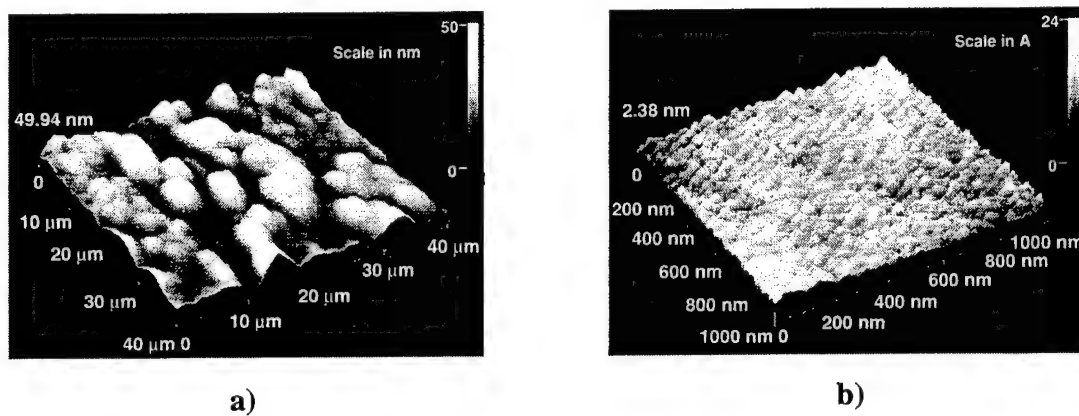 50
Scale in nm
49.94 nm
0
0
10 µm
20 µm
30 µm
40 µm 0
10 µm
20 µm
30 µm
40 µm
a)
24
Scale in A
2.38 nm
0
0
200 nm
400 nm
600 nm
800 nm
1000 nm 0
200 nm
400 nm
600 nm
800 nm
1000 nm
b)